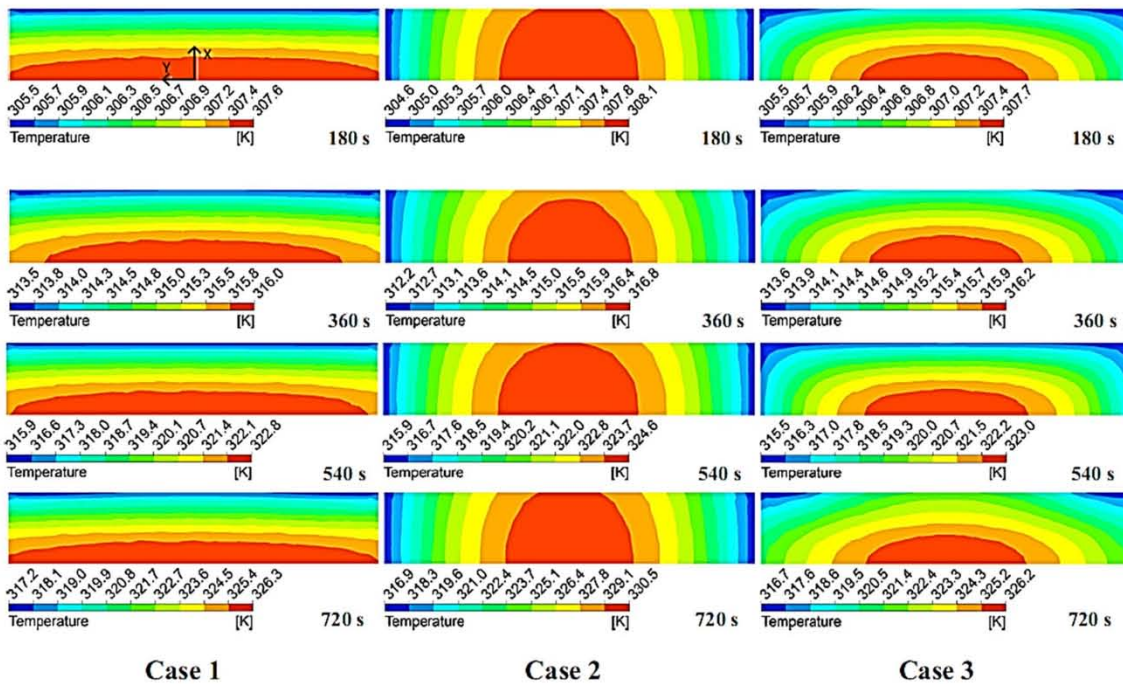 X
Y
305.5 305.7 305.9 306.1 306.3 306.5 306.7 306.9 307.2 307.4 307.6
Temperature [K] 180 s
304.6 305.0 305.3 305.7 306.0 306.4 306.7 307.1 307.4 307.8 308.1
Temperature [K] 180 s
305.5 305.7 305.9 306.2 306.4 306.6 306.8 307.0 307.2 307.4 307.7
Temperature [K] 180 s
313.5 313.8 314.0 314.3 314.5 314.8 315.0 315.3 315.5 315.8 316.0
Temperature [K] 360 s
312.2 312.7 313.1 313.6 314.1 314.5 315.0 315.5 315.9 316.4 316.8
Temperature [K] 360 s
313.6 313.9 314.1 314.4 314.6 314.9 315.2 315.4 315.7 315.9 316.2
Temperature [K] 360 s
315.9 316.6 317.3 318.0 318.7 319.4 320.1 320.7 321.4 322.1 322.8
Temperature [K] 540 s
315.9 316.7 317.6 318.5 319.4 320.2 321.1 322.0 322.8 323.7 324.6
Temperature [K] 540 s
315.5 316.3 317.0 317.8 318.5 319.3 320.0 320.7 321.5 322.2 323.0
Temperature [K] 540 s
317.2 318.1 319.0 319.9 320.8 321.7 322.7 323.6 324.5 325.4 326.3
Temperature [K] 720 s
316.9 318.3 319.6 321.0 322.4 323.7 325.1 326.4 327.8 329.1 330.5
Temperature [K] 720 s
316.7 317.6 318.6 319.5 320.5 321.4 322.4 323.3 324.3 325.2 326.2
Temperature [K] 720 s
Case 1 Case 2 Case 3